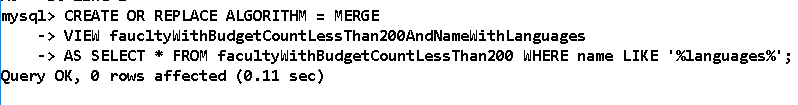 mysql> CREATE OR REPLACE ALGORITHM = MERGE
    -> VIEW faucltyWithBudgetCountLessThan200AndNameWithLanguages
    -> AS SELECT * FROM facultyWithBudgetCountLessThan200 WHERE name LIKE '%languages%';
Query OK, 0 rows affected (0.11 sec)